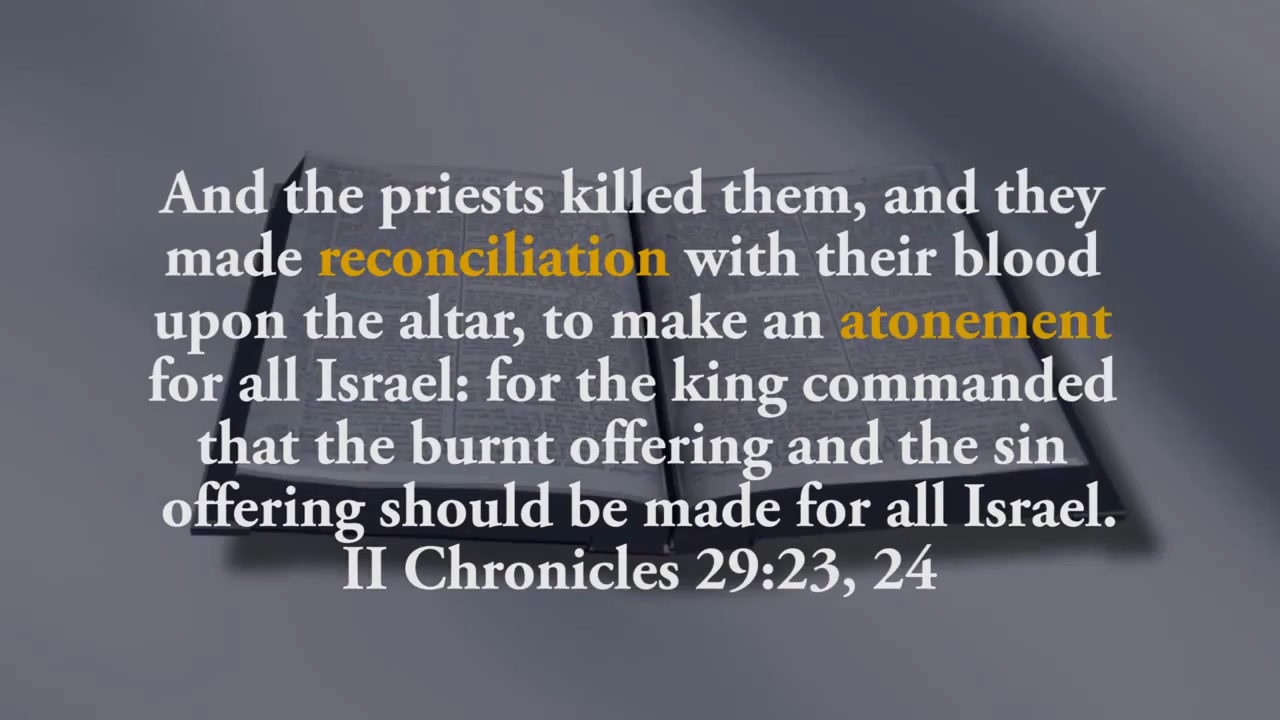 And the priests killed them, and they
made reconciliation with their blood
upon the altar, to make an atonement
for all Israel: for the king commanded
that the burnt offering and the sin
offering should be made for all Israel.
II Chronicles 29:23, 24